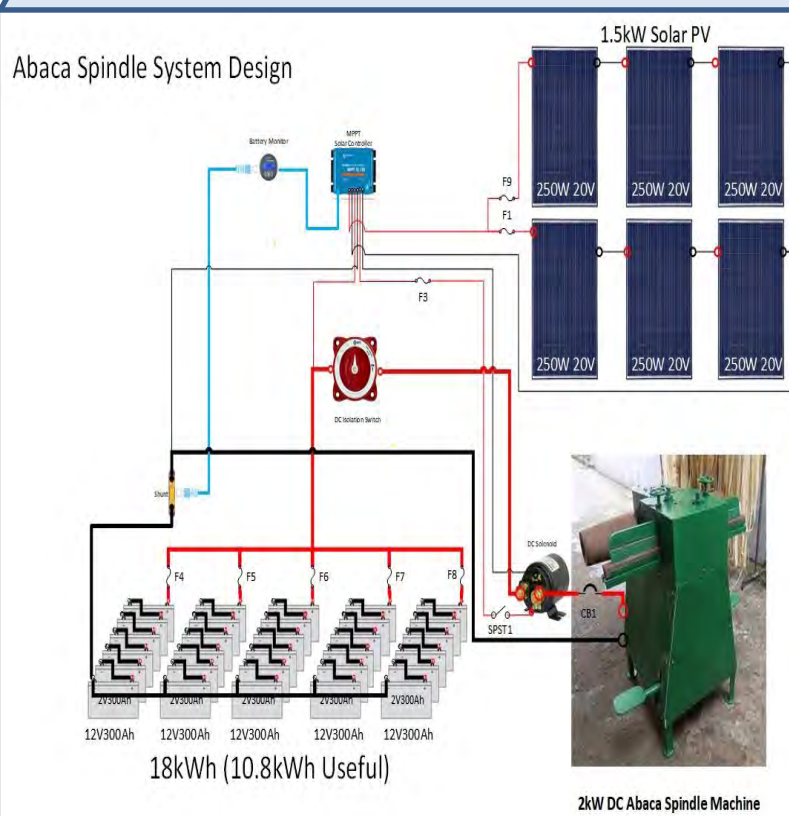 1.5kW Solar PV
Abaca Spindle System Design
Battery Monitor
MPPT
Solar Controller
F9
F1
250W 20V
250W 20V
250W 20V
F3
250W 20V
250W 20V
250W 20V
DC Isolation Switch
Shunt
DC Solenoid
F4
F5
F6
F7
F8
SPST1
CB1
2V300Ah
2V300Ah
2V300Ah
2V300Ah
2V300Ah
12V300Ah
12V300Ah
12V300Ah
12V300Ah
12V300Ah
18kWh (10.8kWh Useful)
2kW DC Abaca Spindle Machine